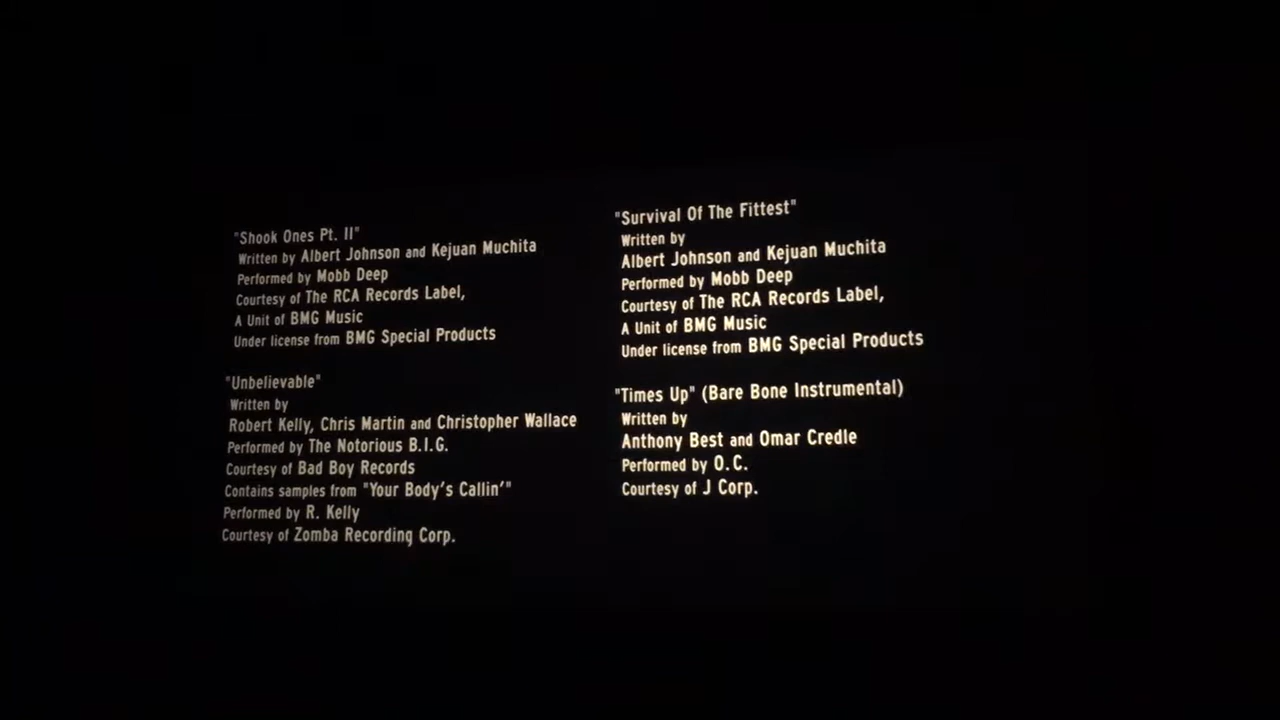 "Shook Ones Pt. II"
Written by Albert Johnson and Kejuan Muchita
Performed by Mobb Deep
Courtesy of The RCA Records Label,
A Unit of BMG Music
Under license from BMG Special Products
"Unbelievable"
Written by
Robert Kelly, Chris Martin and Christopher Wallace
Performed by The Notorious B.I.G.
Courtesy of Bad Boy Records
Contains samples from "Your Body's Callin'"
Performed by R. Kelly
Courtesy of Zomba Recording Corp.
"Survival Of The Fittest"
Written by
Albert Johnson and Kejuan Muchita
Performed by Mobb Deep
Courtesy of The RCA Records Label,
A Unit of BMG Music
Under license from BMG Special Products
"Times Up" (Bare Bone Instrumental)
Written by
Anthony Best and Omar Credle
Performed by O.C.
Courtesy of J Corp.